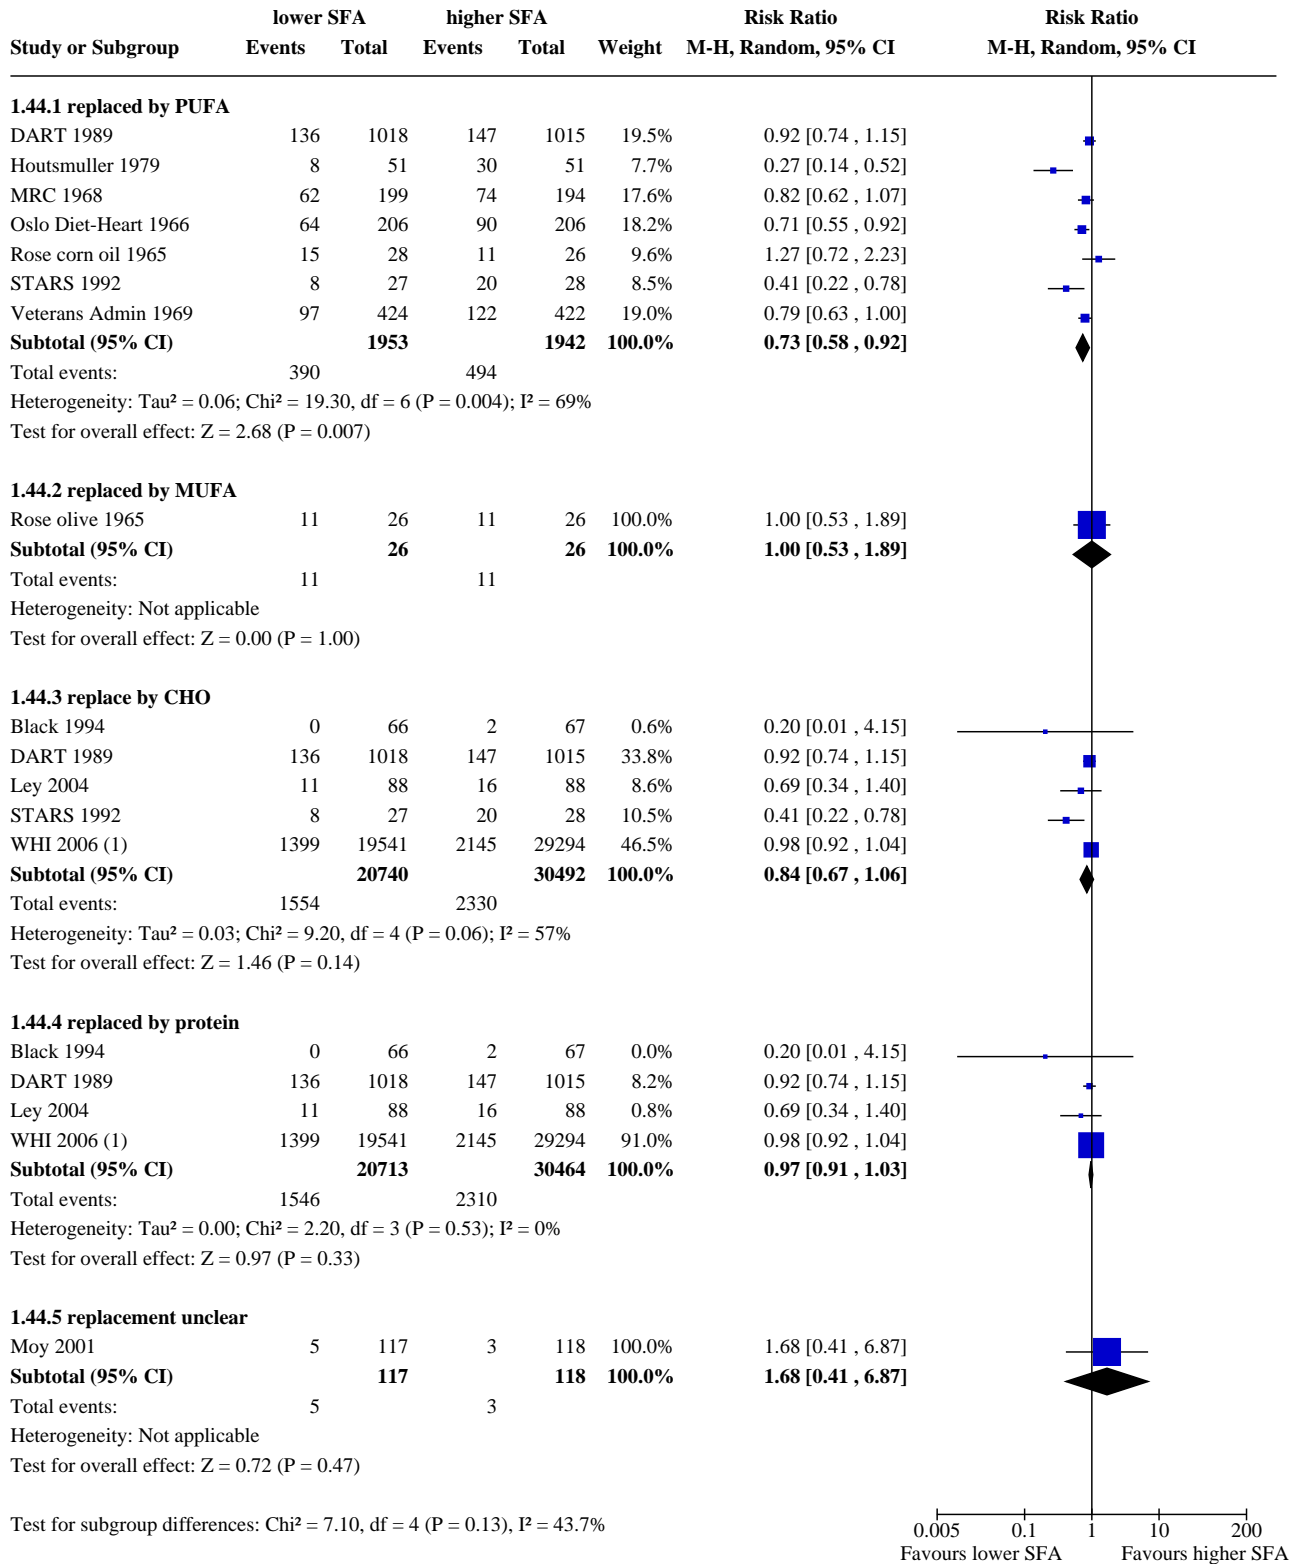 lower SFA higher SFA Risk Ratio Risk Ratio
Study or Subgroup Events Total Events Total Weight M-H, Random, 95% CI M-H, Random, 95% CI
1.44.1 replaced by PUFA
DART 1989 136 1018 147 1015 19.5% 0.92 [0.74 , 1.15]
Houtsmuller 1979 8 51 30 51 7.7% 0.27 [0.14 , 0.52]
MRC 1968 62 199 74 194 17.6% 0.82 [0.62 , 1.07]
Oslo Diet-Heart 1966 64 206 90 206 18.2% 0.71 [0.55 , 0.92]
Rose corn oil 1965 15 28 11 26 9.6% 1.27 [0.72 , 2.23]
STARS 1992 8 27 20 28 8.5% 0.41 [0.22 , 0.78]
Veterans Admin 1969 97 424 122 422 19.0% 0.79 [0.63 , 1.00]
Subtotal (95% CI) 1953 1942 100.0% 0.73 [0.58 , 0.92]
Total events: 390 494
Heterogeneity: Tau² = 0.06; Chi² = 19.30, df = 6 (P = 0.004); I² = 69%
Test for overall effect: Z = 2.68 (P = 0.007)
1.44.2 replaced by MUFA
Rose olive 1965 11 26 11 26 100.0% 1.00 [0.53 , 1.89]
Subtotal (95% CI) 26 26 100.0% 1.00 [0.53 , 1.89]
Total events: 11 11
Heterogeneity: Not applicable
Test for overall effect: Z = 0.00 (P = 1.00)
1.44.3 replace by CHO
Black 1994 0 66 2 67 0.6% 0.20 [0.01 , 4.15]
DART 1989 136 1018 147 1015 33.8% 0.92 [0.74 , 1.15]
Ley 2004 11 88 16 88 8.6% 0.69 [0.34 , 1.40]
STARS 1992 8 27 20 28 10.5% 0.41 [0.22 , 0.78]
WHI 2006 (1) 1399 19541 2145 29294 46.5% 0.98 [0.92 , 1.04]
Subtotal (95% CI) 20740 30492 100.0% 0.84 [0.67 , 1.06]
Total events: 1554 2330
Heterogeneity: Tau² = 0.03; Chi² = 9.20, df = 4 (P = 0.06); I² = 57%
Test for overall effect: Z = 1.46 (P = 0.14)
1.44.4 replaced by protein
Black 1994 0 66 2 67 0.0% 0.20 [0.01 , 4.15]
DART 1989 136 1018 147 1015 8.2% 0.92 [0.74 , 1.15]
Ley 2004 11 88 16 88 0.8% 0.69 [0.34 , 1.40]
WHI 2006 (1) 1399 19541 2145 29294 91.0% 0.98 [0.92 , 1.04]
Subtotal (95% CI) 20713 30464 100.0% 0.97 [0.91 , 1.03]
Total events: 1546 2310
Heterogeneity: Tau² = 0.00; Chi² = 2.20, df = 3 (P = 0.53); I² = 0%
Test for overall effect: Z = 0.97 (P = 0.33)
1.44.5 replacement unclear
Moy 2001 5 117 3 118 100.0% 1.68 [0.41 , 6.87]
Subtotal (95% CI) 117 118 100.0% 1.68 [0.41 , 6.87]
Total events: 5 3
Heterogeneity: Not applicable
Test for overall effect: Z = 0.72 (P = 0.47)
Test for subgroup differences: Chi² = 7.10, df = 4 (P = 0.13), I² = 43.7%
0.005 0.1 1 10 200
Favours lower SFA Favours higher SFA